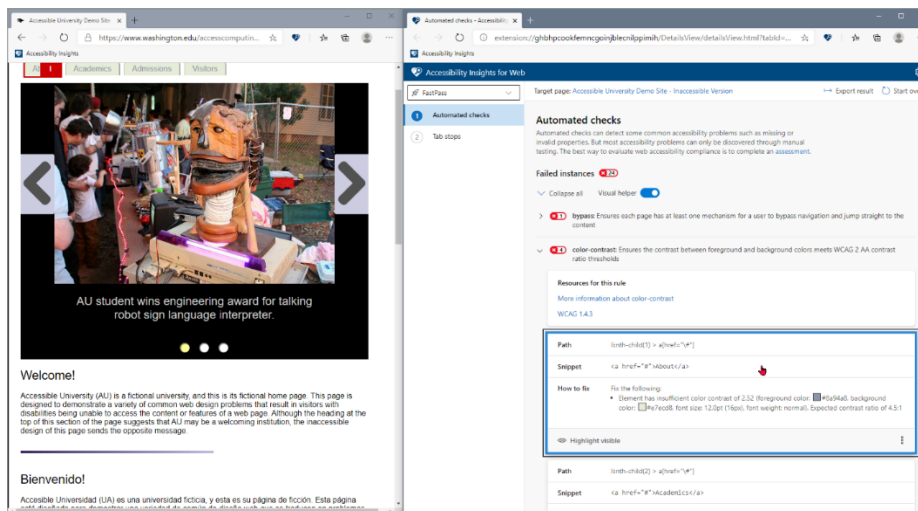 Accessible University Demo Site
https://www.washington.edu/accesscomputin...
Accessibility Insights
Academics
Admissions
Visitors
AU student wins engineering award for talking
robot sign language interpreter.
Welcome!
Accessible University (AU) is a fictional university, and this is its fictional home page. This page is
designed to demonstrate a variety of common web design problems that result in visitors with
disabilities being unable to access the content or features of a web page. Although the heading at the
top of this section of the page suggests that AU may be a welcoming institution, the inaccessible
design of this page sends the opposite message.
Bienvenido!
Accesible Universidad (UA) es una universidad ficticia, y esta es su página de ficción. Esta página
Automated checks - Accessibility
Accessibility Insights
Accessibility Insights for Web
FastPass
Target page: Accessible University Demo Site - Inaccessible Version
Export result
Start over
1 Automated checks
2 Tab stops
Automated checks
Automated checks can detect some common accessibility problems such as missing or
invalid properties. But most accessibility problems can only be discovered through manual
testing. The best way to evaluate web accessibility compliance is to complete an assessment.
Failed instances 24
Collapse all
Visual helper
1 bypass: Ensures each page has at least one mechanism for a user to bypass navigation and jump straight to the
content
4 color-contrast: Ensures the contrast between foreground and background colors meets WCAG 2 AA contrast
ratio thresholds
Resources for this rule
More information about color-contrast
WCAG 1.4.3
Path
Snippet <a href="#">About</a>
How to fix Fix the following:
• Element has insufficient color contrast of 2.52 (foreground color: #8a94a8, background
color: #e7ecd8, font size: 12.0pt (16px), font weight: normal). Expected contrast ratio of 4.5:1
Highlight visible
Path
Snippet <a href="#">Academics</a>